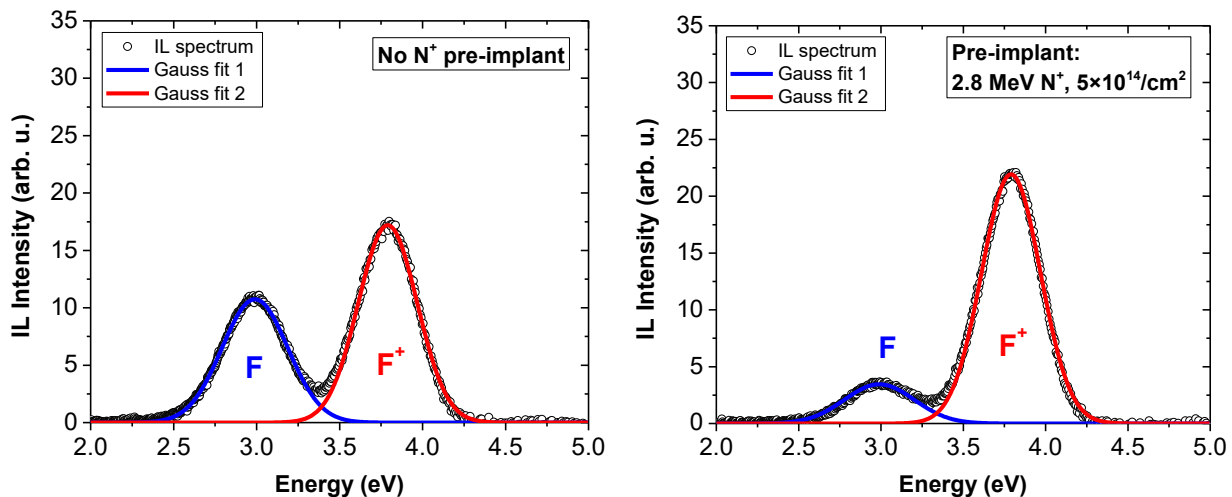 35
30
25
20
15
10
5
0
IL Intensity (arb. u.)
IL spectrum
Gauss fit 1
Gauss fit 2
No N⁺ pre-implant
F
F⁺
2.0 2.5 3.0 3.5 4.0 4.5 5.0
Energy (eV)
35
30
25
20
15
10
5
0
IL Intensity (arb. u.)
IL spectrum
Gauss fit 1
Gauss fit 2
Pre-implant:
2.8 MeV N⁺, 5×10¹⁴/cm²
F
F⁺
2.0 2.5 3.0 3.5 4.0 4.5 5.0
Energy (eV)